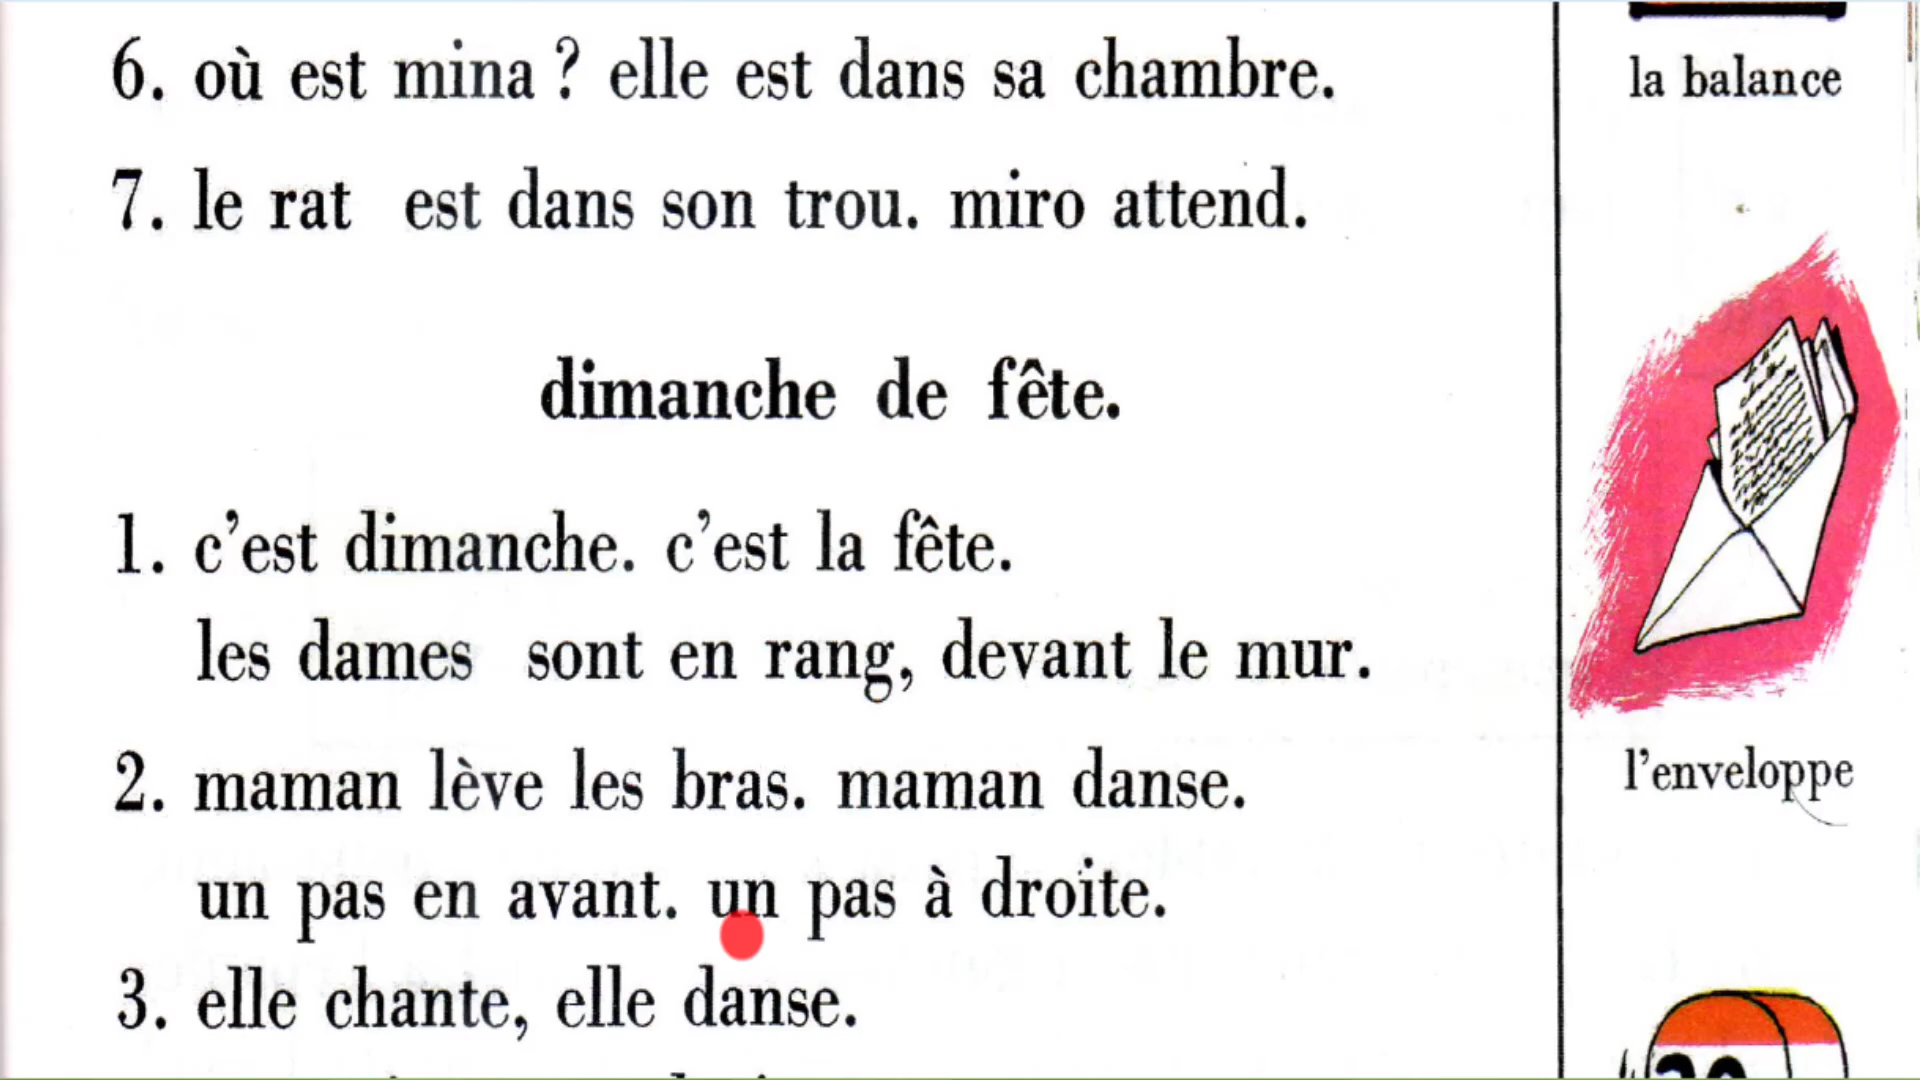 6. où est mina ? elle est dans sa chambre.
7. le rat est dans son trou. miro attend.
dimanche de fête.
1. c'est dimanche. c'est la fête.
les dames sont en rang, devant le mur.
2. maman lève les bras. maman danse.
un pas en avant. un pas à droite.
3. elle chante, elle danse.
la balance
l'enveloppe